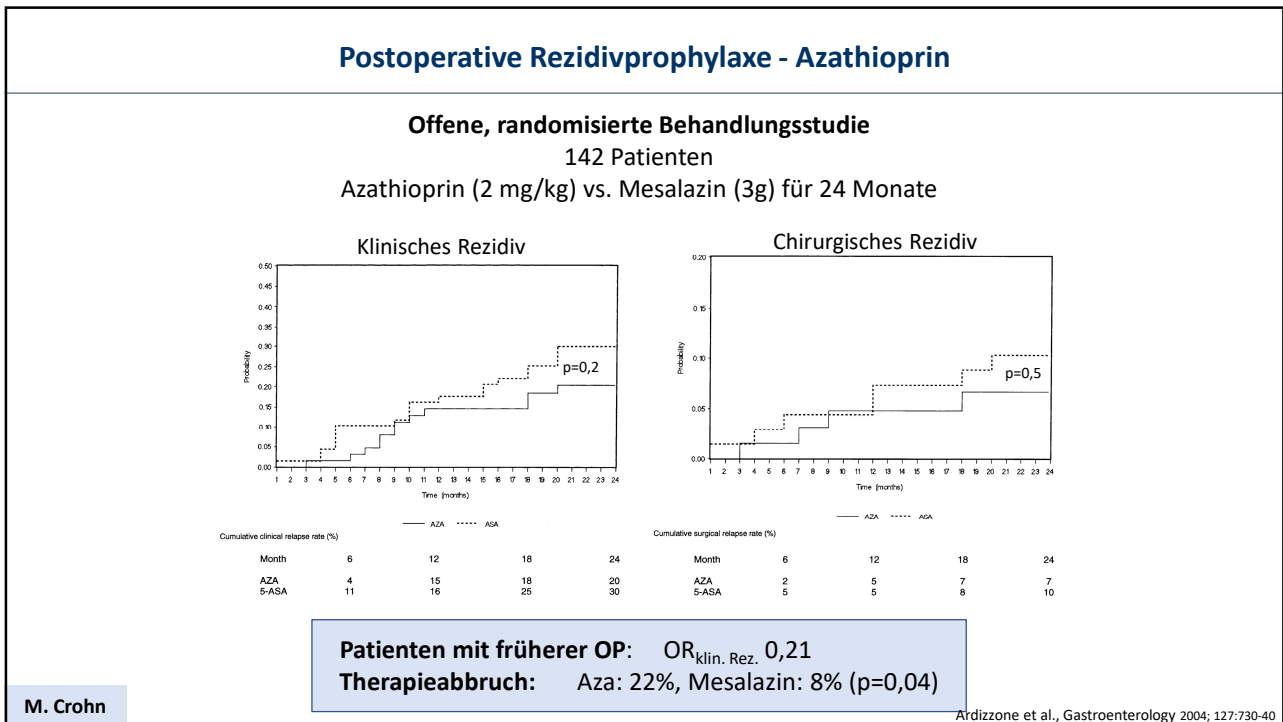 Postoperative Rezidivprophylaxe - Azathioprin
Offene, randomisierte Behandlungsstudie
142 Patienten
Azathioprin (2 mg/kg) vs. Mesalazin (3g) für 24 Monate
Klinisches Rezidiv
0.50
0.45
0.40
0.35
0.30
0.25
0.20
0.15
0.10
0.05
0.00
Probability
p=0,2
1 2 3 4 5 6 7 8 9 10 11 12 13 14 15 16 17 18 19 20 21 22 23 24
Time (months)
AZA ASA
Cumulative clinical relapse rate (%)
Month 6 12 18 24
AZA 4 15 18 20
5-ASA 11 16 25 30
Chirurgisches Rezidiv
0.20
0.15
0.10
0.05
0.00
Probability
p=0,5
1 2 3 4 5 6 7 8 9 10 11 12 13 14 15 16 17 18 19 20 21 22 23 24
Time (months)
AZA ASA
Cumulative surgical relapse rate (%)
Month 6 12 18 24
AZA 2 5 7 7
5-ASA 5 5 8 10
Patienten mit früherer OP: OR klin. Rez. 0,21
Therapieabbruch: Aza: 22%, Mesalazin: 8% (p=0,04)
M. Crohn
Ardizzone et al., Gastroenterology 2004; 127:730-40